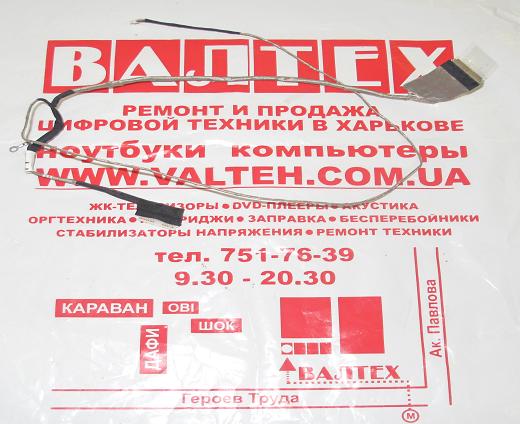 ВАЛТЕХ
РЕМОНТ И ПРОДАЖА
ЦИФРОВОЙ ТЕХНИКИ В ХАРЬКОВЕ
ноутбуки компьютеры
WWW.VALTEH.COM.UA
ЖК-ТЕЛЕВИЗОРЫ • DVD-ПЛЕЕРЫ • АКУСТИКА
ОРГТЕХНИКА • КАРТРИДЖИ • ЗАПРАВКА • БЕСПЕРЕБОЙНИКИ
СТАБИЛИЗАТОРЫ НАПРЯЖЕНИЯ • РЕМОНТ ТЕХНИКИ
тел. 751-76-39
9.30 - 20.30
КАРАВАН
ОВІ
ШОК
ДАФИ
ВАЛТЕХ
Ак. Павлова
Героев Труда
М